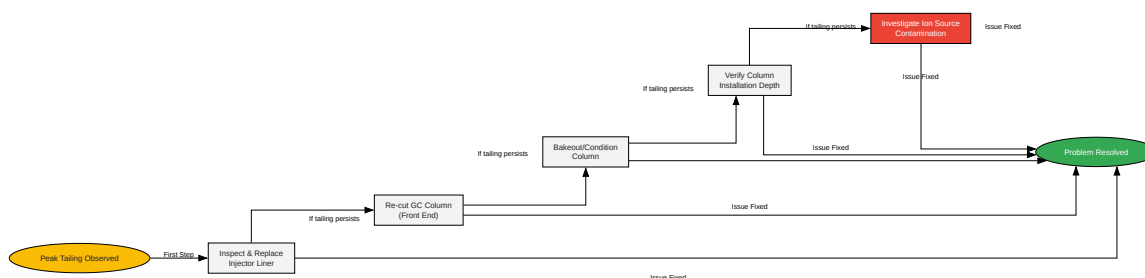 If tailing persists
Investigate Ion Source
Contamination
Issue Fixed
Verify Column
Installation Depth
Issue Fixed
If tailing persists
If tailing persists
Bakeout/Condition
Column
Issue Fixed
Problem Resolved
Re-cut GC Column
(Front End)
If tailing persists
Issue Fixed
Peak Tailing Observed
First Step
Inspect & Replace
Injector Liner
Issue Fixed